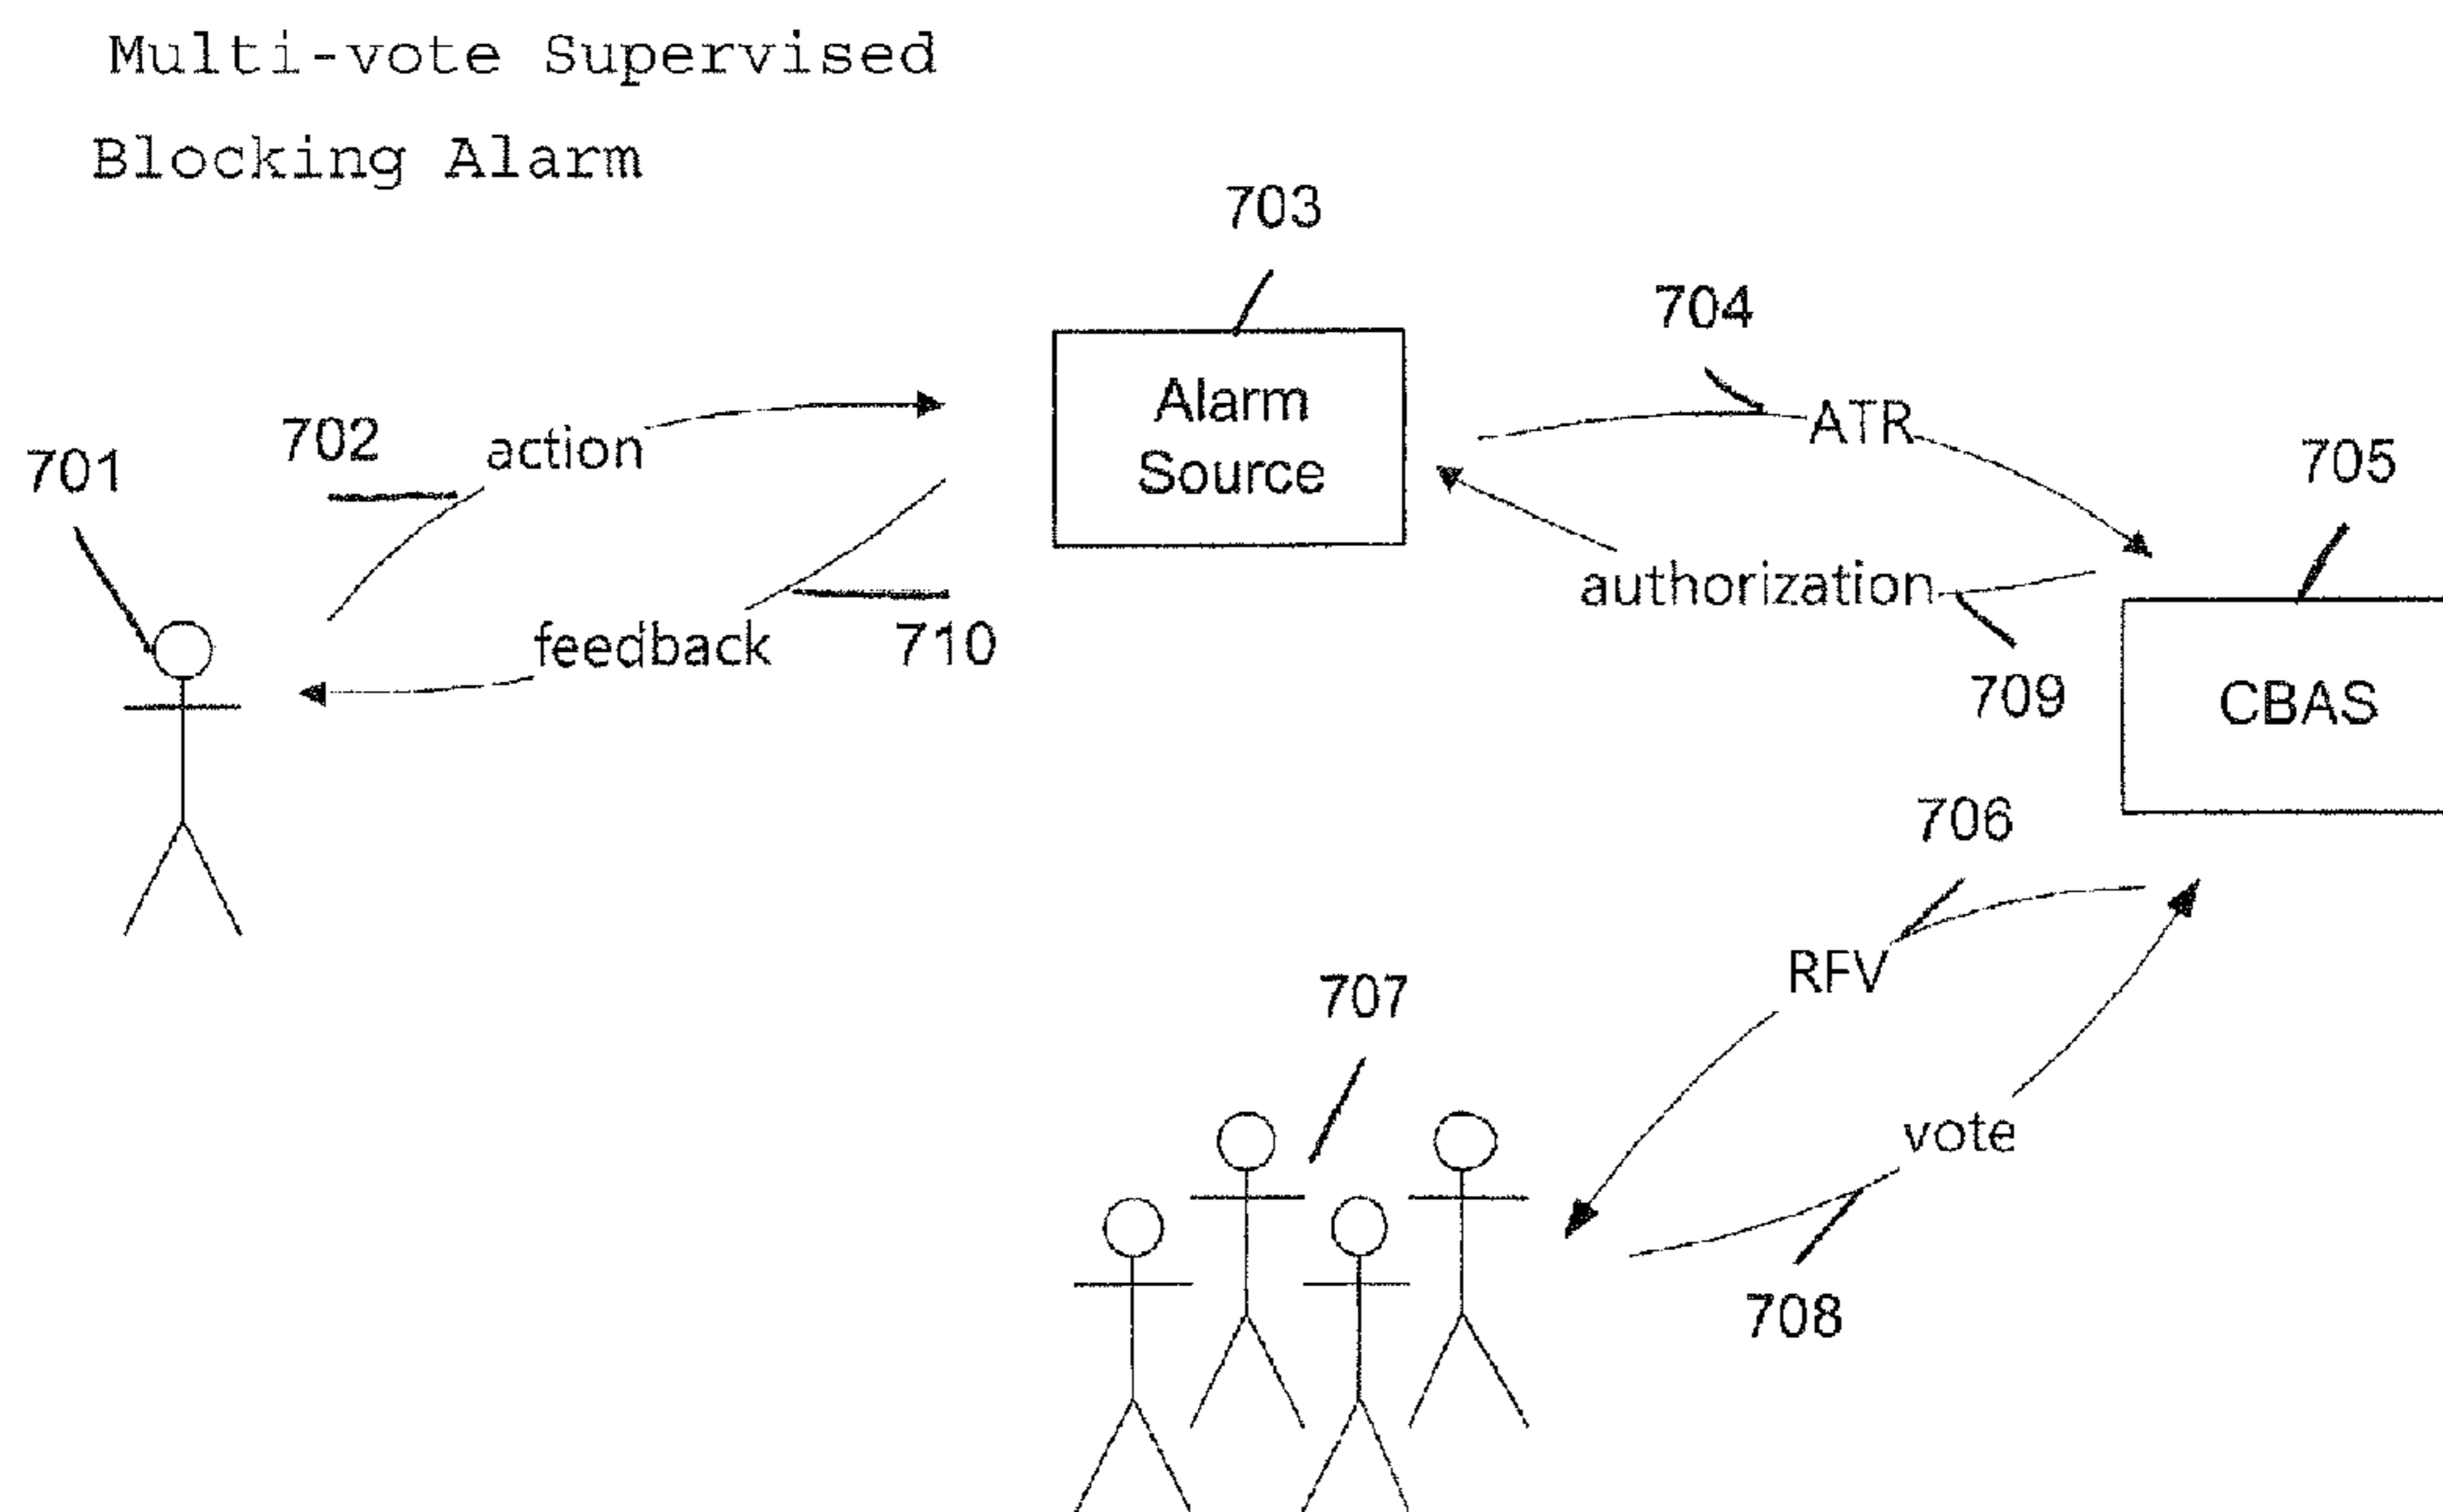 Multi-vote Supervised
Blocking Alarm
703
704
Alarm
Source
ATR
702
action
701
705
authorization
feedback
710
709
CBAS
706
RFV
707
vote
708